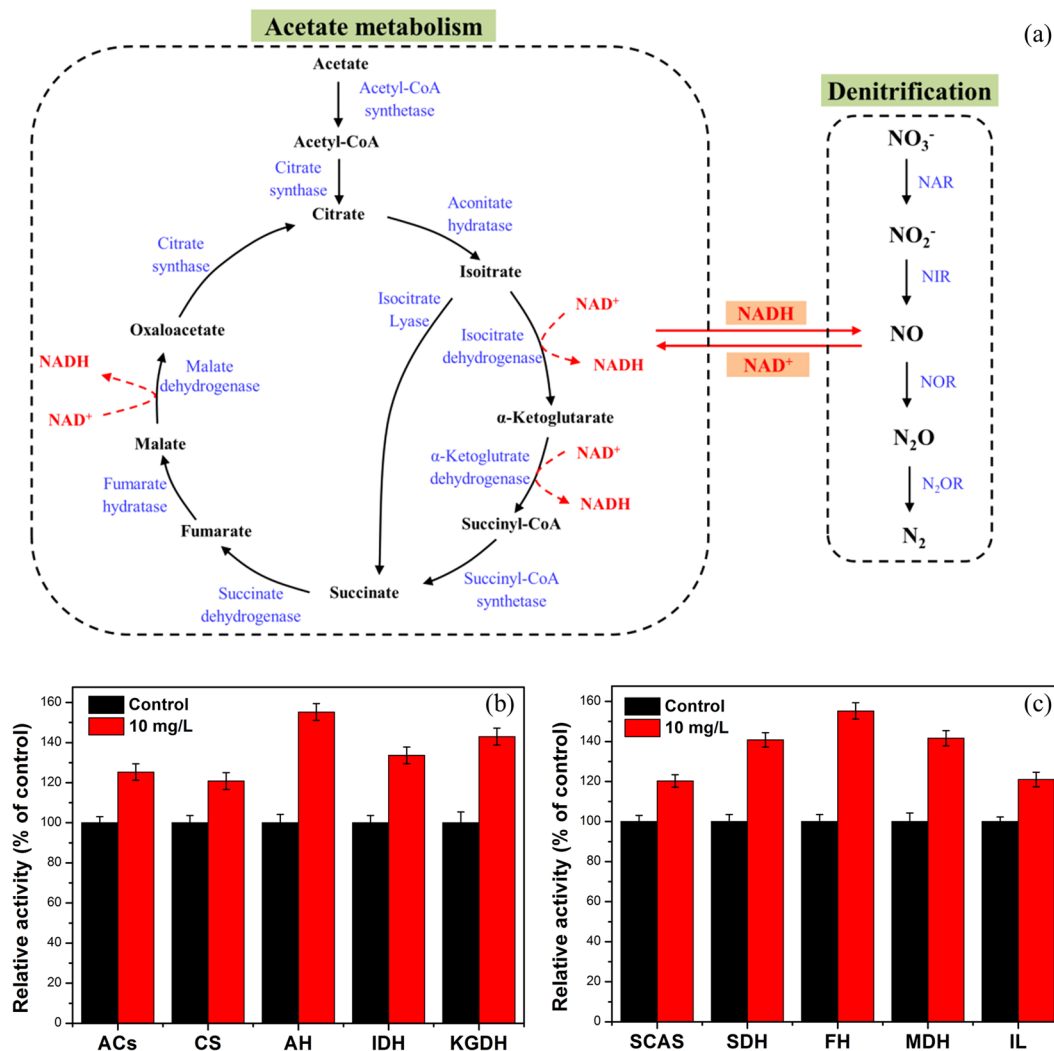 Acetate metabolism
(a)
Acetate
Acetyl-CoA
synthetase
Acetyl-CoA
Citrate
synthase
Citrate
Aconitate
hydratase
Citrate
synthase
Isoitrate
Isocitrate
Lyase
NAD⁺
Isocitrate
dehydrogenase
NADH
Oxaloacetate
NADH
Malate
dehydrogenase
NAD⁺
Malate
α-Ketoglutarate
α-Ketoglutrate
dehydrogenase
NAD⁺
NADH
Fumarate
hydratase
Succinyl-CoA
Fumarate
Succinate
dehydrogenase
Succinate
Succinyl-CoA
synthetase
NADH
NAD⁺
Denitrification
NO₃⁻
NAR
NO₂⁻
NIR
NO
NOR
N₂O
N₂OR
N₂
(b)
Control
10 mg/L
Relative activity (% of control)
160
140
120
100
80
60
40
20
0
ACs CS AH IDH KGDH
(c)
Control
10 mg/L
Relative activity (% of control)
160
140
120
100
80
60
40
20
0
SCAS SDH FH MDH IL